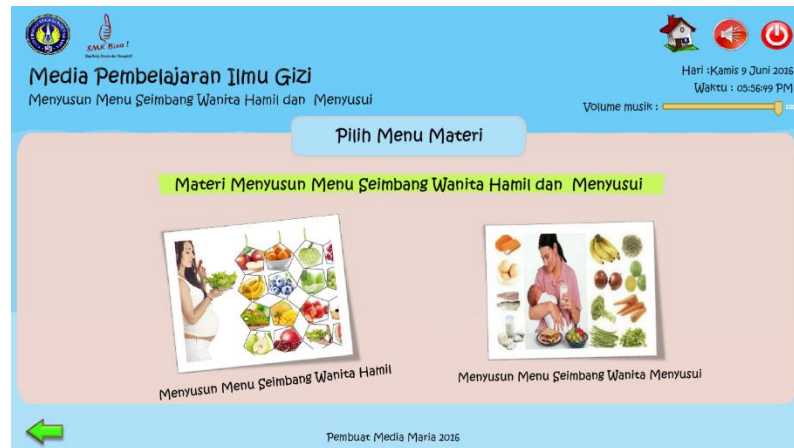 SMK Bisa !
Media Pembelajaran Ilmu Gizi
Menyusun Menu Seimbang Wanita Hamil dan Menyusui
Hari :Kamis 9 Juni 2016
Waktu : 05:56:49 PM
Volume musik :
Pilih Menu Materi
Materi Menyusun Menu Seimbang Wanita Hamil dan Menyusui
Menyusun Menu Seimbang Wanita Hamil
Menyusun Menu Seimbang Wanita Menyusui
Pembuat Media Maria 2016